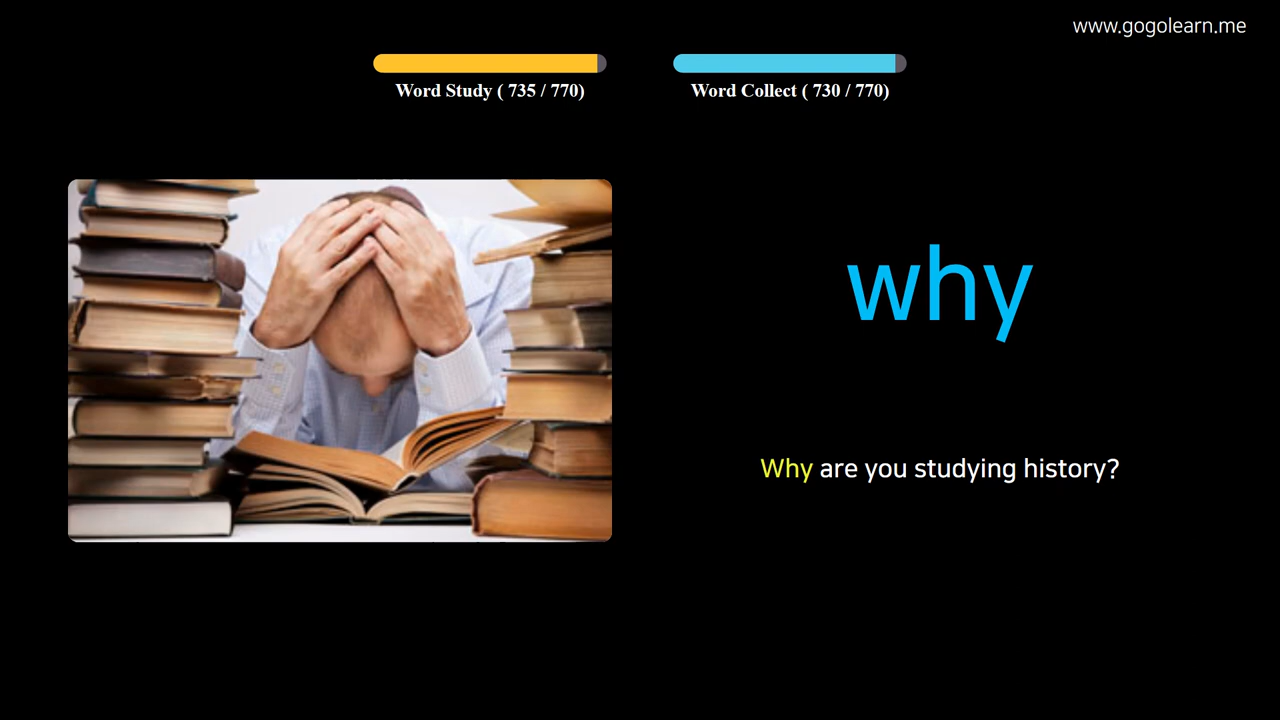 www.gogolearn.me
Word Study ( 735 / 770)
Word Collect ( 730 / 770)
why
Why are you studying history?